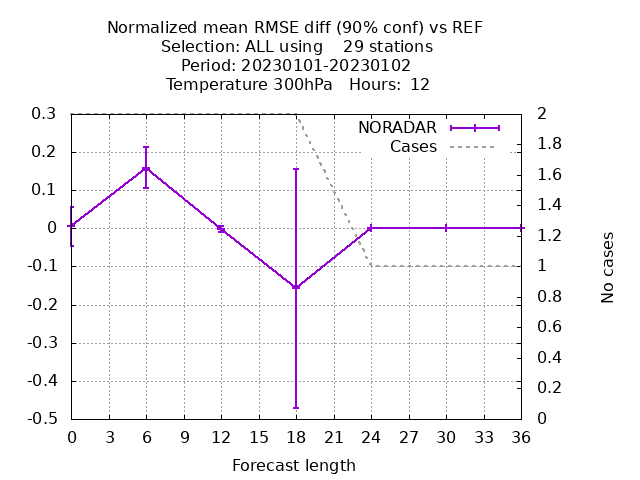 Normalized mean RMSE diff (90% conf) vs REF
Selection: ALL using    29 stations
Period: 20230101-20230102
Temperature 300hPa   Hours:  12
NORADAR
Cases
0.3
0.2
0.1
0
-0.1
-0.2
-0.3
-0.4
-0.5
2
1.8
1.6
1.4
1.2
1
0.8
0.6
0.4
0.2
0
No cases
0 3 6 9 12 15 18 21 24 27 30 33 36
Forecast length